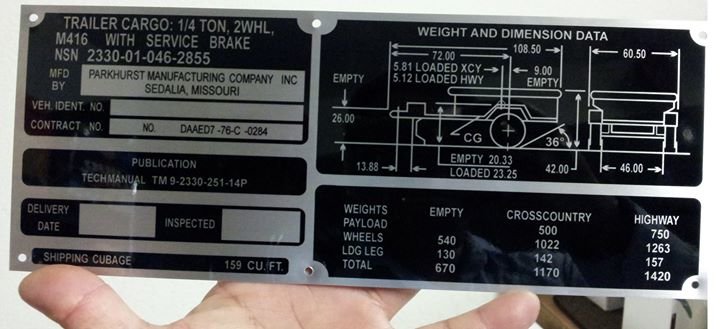 TRAILER CARGO: 1/4 TON, 2WHL,
M416 WITH SERVICE BRAKE
NSN 2330-01-046-2855
MFD BY PARKHURST MANUFACTURING COMPANY INC
SEDALIA, MISSOURI
VEH. IDENT. NO.
CONTRACT NO. NO. DAAED7-76-C-0284
PUBLICATION
TECHMANUAL TM 9-2330-251-14P
DELIVERY DATE INSPECTED
SHIPPING CUBAGE 159 CU. FT.
WEIGHT AND DIMENSION DATA
108.50
72.00 60.50
5.81 LOADED XCY 9.00
5.12 LOADED HWY EMPTY
EMPTY
26.00
CG 36°
13.88 EMPTY 20.33 42.00 46.00
LOADED 23.25
WEIGHTS EMPTY CROSSCOUNTRY HIGHWAY
PAYLOAD 500 750
WHEELS 540 1022 1263
LDG LEG 130 142 157
TOTAL 670 1170 1420